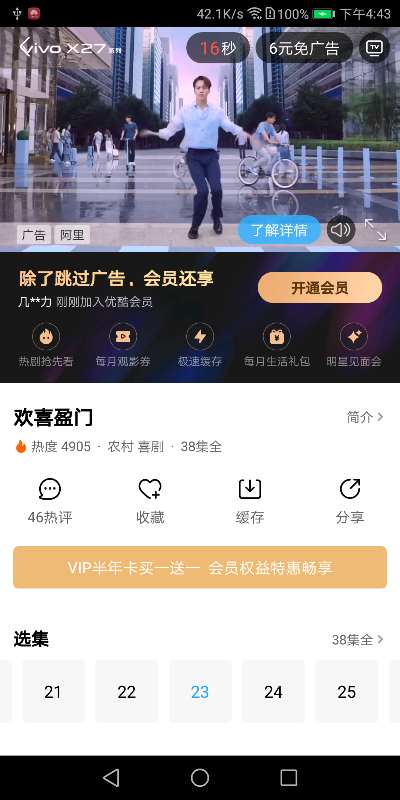 42.1K/s 100% 下午4:43
vivo X27系列
16秒
6元免广告
TV
广告 阿里
了解详情
除了跳过广告，会员还享
几**力 刚刚加入优酷会员
开通会员
热剧抢先看 每月观影券 极速缓存 每月生活礼包 明星见面会
欢喜盈门
简介
热度 4905 · 农村 喜剧 · 38集全
46热评 收藏 缓存 分享
VIP半年卡买一送一 会员权益特惠畅享
选集
38集全
21 22 23 24 25